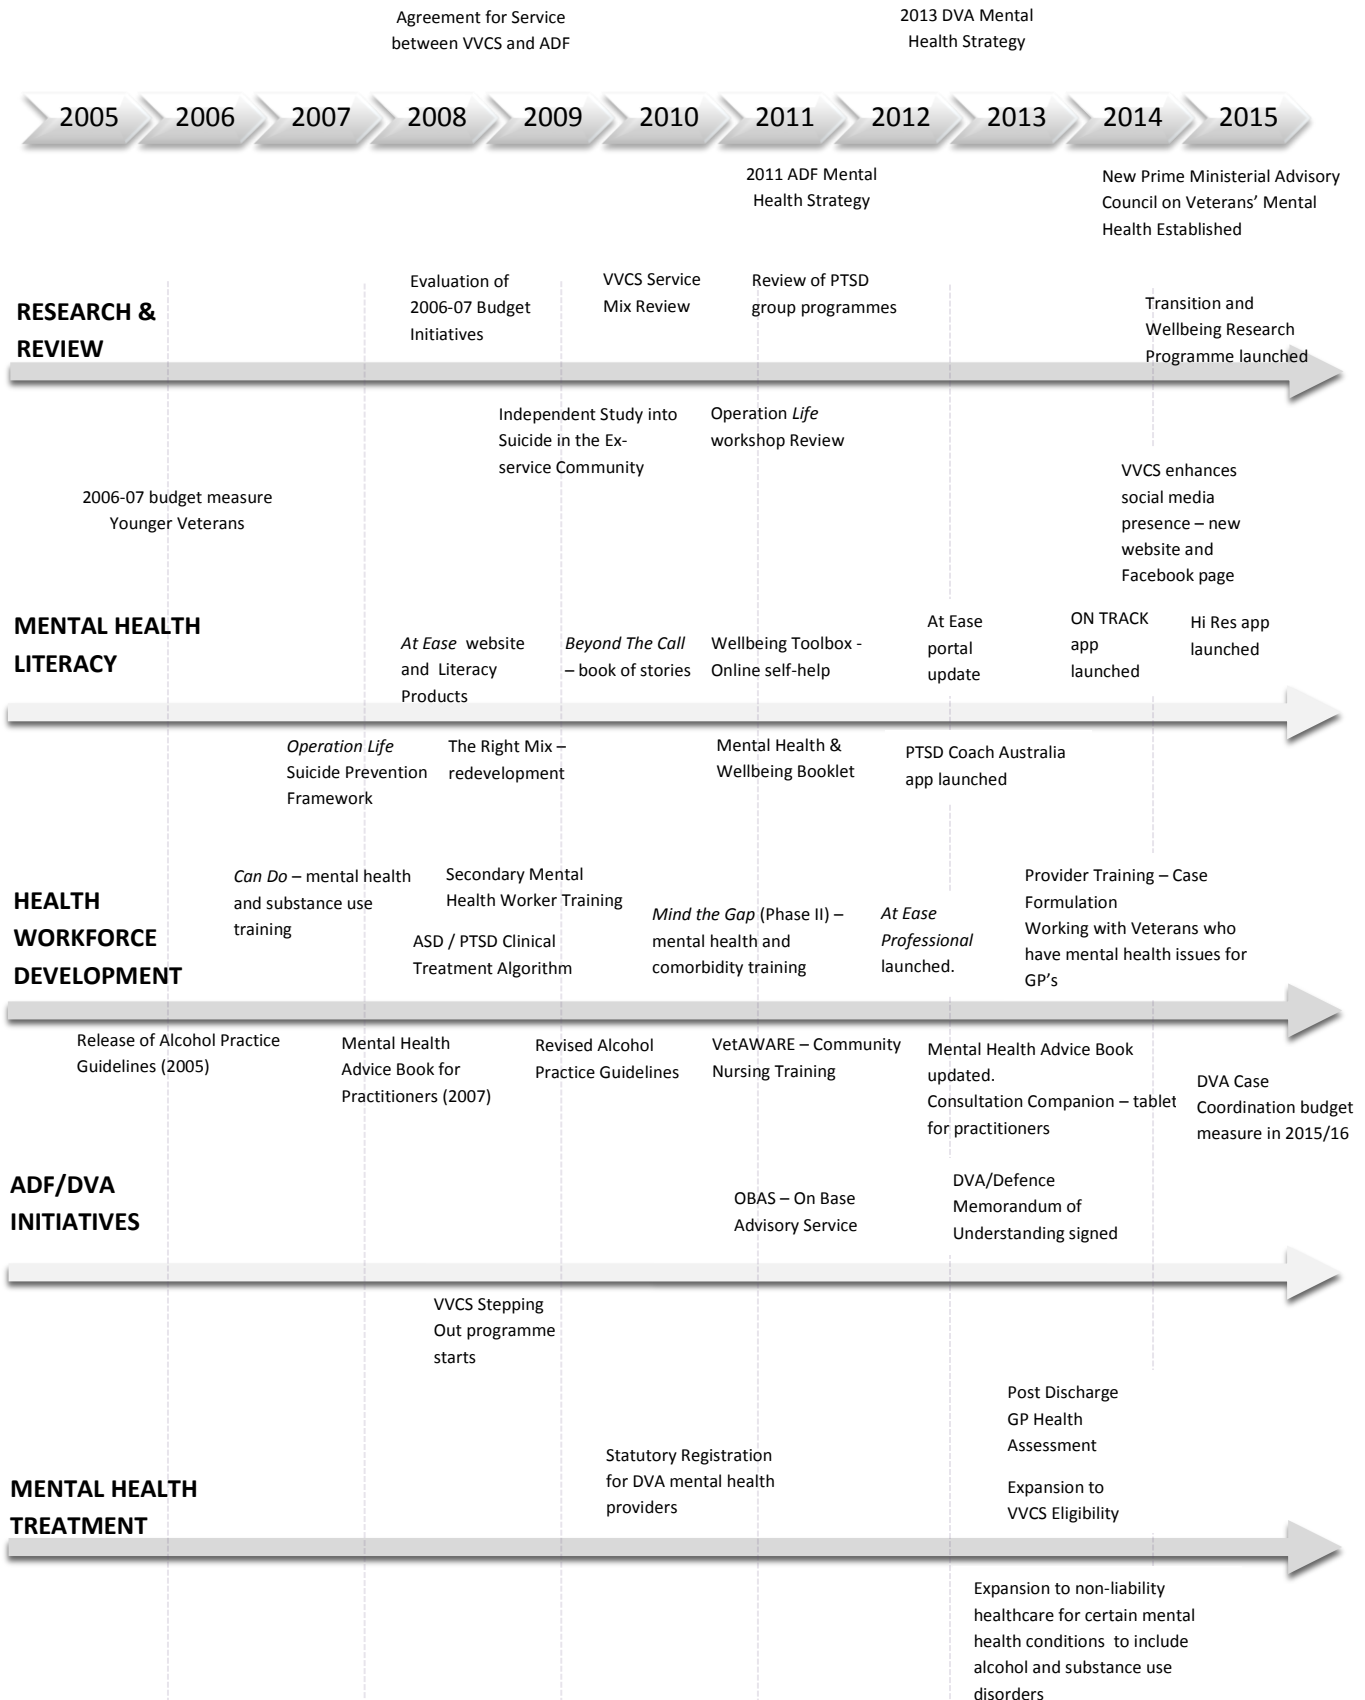 Agreement for Service
between VVCS and ADF
2013 DVA Mental
Health Strategy
2005
2006
2007
2008
2009
2010
2011
2012
2013
2014
2015
2011 ADF Mental
Health Strategy
New Prime Ministerial Advisory
Council on Veterans’ Mental
Health Established
RESEARCH &
REVIEW
Evaluation of
2006-07 Budget
Initiatives
VVCS Service
Mix Review
Review of PTSD
group programmes
Transition and
Wellbeing Research
Programme launched
Independent Study into
Suicide in the Ex-
service Community
Operation Life
workshop Review
2006-07 budget measure
Younger Veterans
VVCS enhances
social media
presence – new
website and
Facebook page
MENTAL HEALTH
LITERACY
At Ease website
and Literacy
Products
Beyond The Call
– book of stories
Wellbeing Toolbox -
Online self-help
At Ease
portal
update
ON TRACK
app
launched
Hi Res app
launched
Operation Life
Suicide Prevention
Framework
The Right Mix –
redevelopment
Mental Health &
Wellbeing Booklet
PTSD Coach Australia
app launched
HEALTH
WORKFORCE
DEVELOPMENT
Can Do – mental health
and substance use
training
Secondary Mental
Health Worker Training
ASD / PTSD Clinical
Treatment Algorithm
Mind the Gap (Phase II) –
mental health and
comorbidity training
At Ease
Professional
launched.
Provider Training – Case
Formulation
Working with Veterans who
have mental health issues for
GP’s
Release of Alcohol Practice
Guidelines (2005)
Mental Health
Advice Book for
Practitioners (2007)
Revised Alcohol
Practice Guidelines
VetAWARE – Community
Nursing Training
Mental Health Advice Book
updated.
Consultation Companion – tablet
for practitioners
DVA Case
Coordination budget
measure in 2015/16
ADF/DVA
INITIATIVES
OBAS – On Base
Advisory Service
DVA/Defence
Memorandum of
Understanding signed
VVCS Stepping
Out programme
starts
MENTAL HEALTH
TREATMENT
Statutory Registration
for DVA mental health
providers
Post Discharge
GP Health
Assessment
Expansion to
VVCS Eligibility
Expansion to non-liability
healthcare for certain mental
health conditions to include
alcohol and substance use
disorders